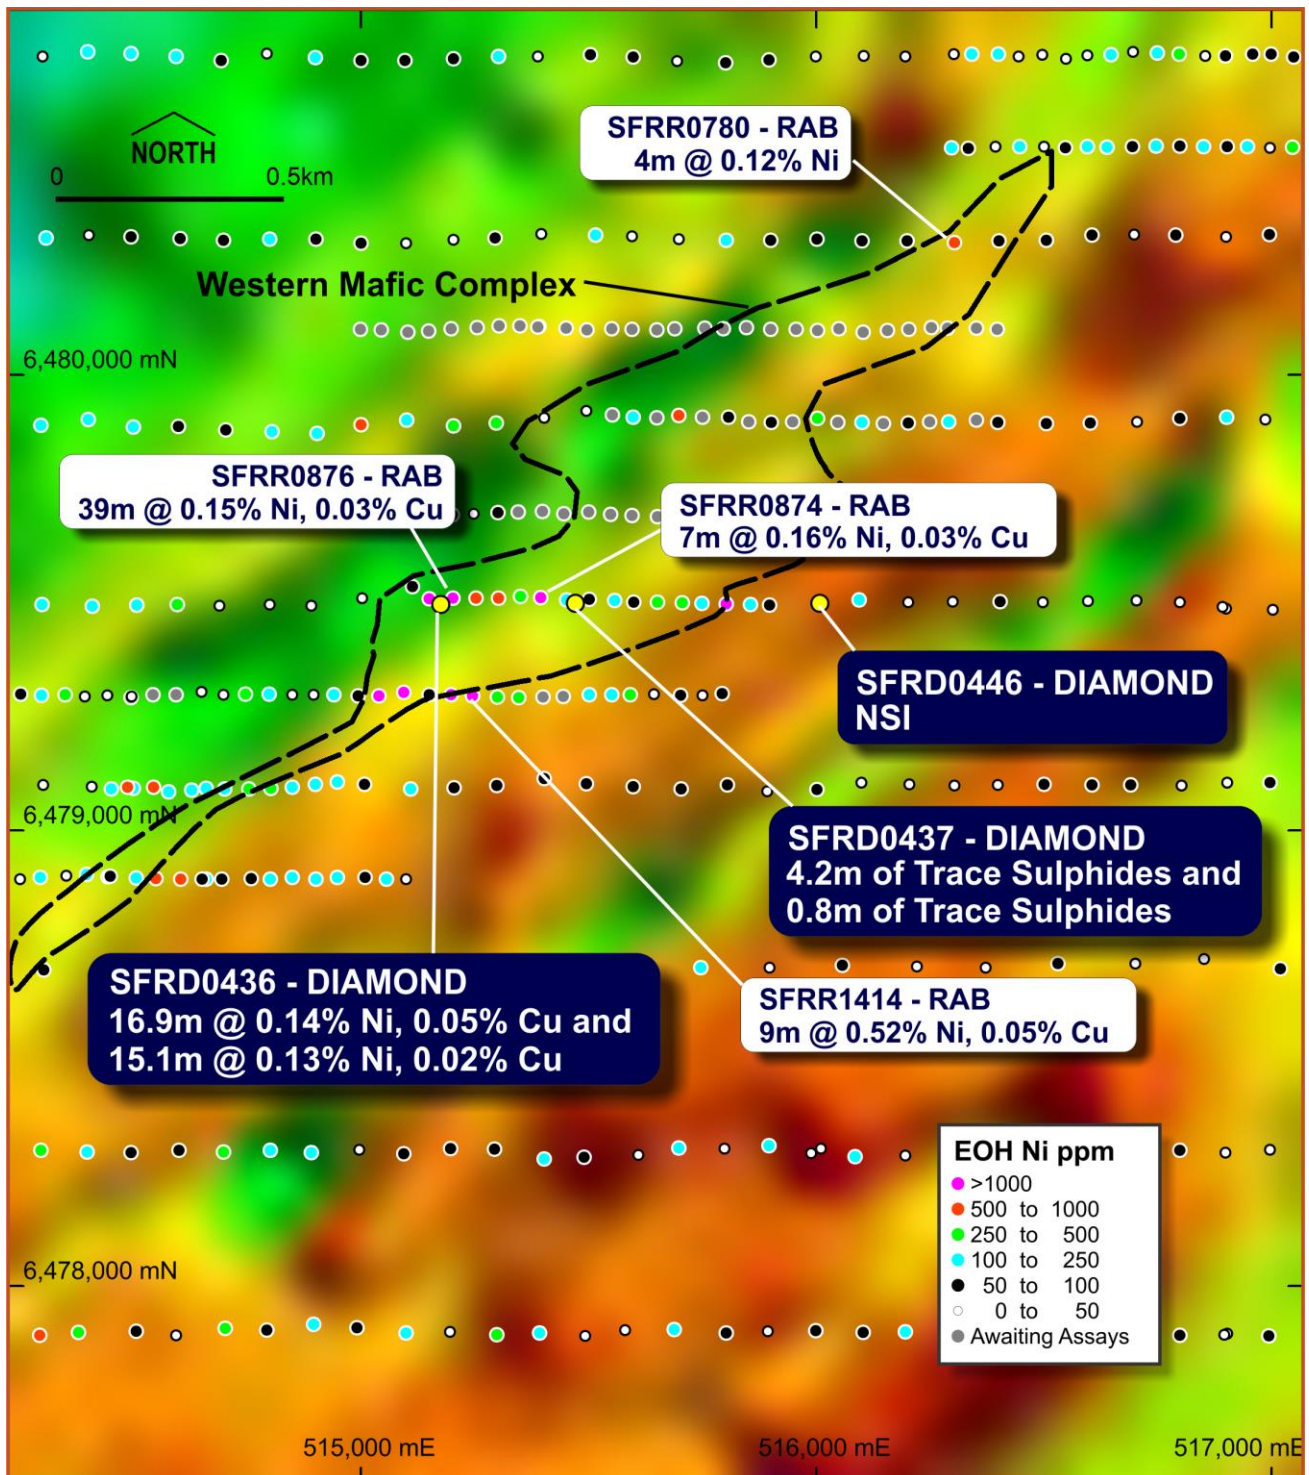 SFRR0780 - RAB
4m @ 0.12% Ni
NORTH
0 0.5km
Western Mafic Complex
6,480,000 mN
SFRR0876 - RAB
39m @ 0.15% Ni, 0.03% Cu
SFRR0874 - RAB
7m @ 0.16% Ni, 0.03% Cu
SFRD0446 - DIAMOND
NSI
6,479,000 mN
SFRD0437 - DIAMOND
4.2m of Trace Sulphides and
0.8m of Trace Sulphides
SFRD0436 - DIAMOND
16.9m @ 0.14% Ni, 0.05% Cu and
15.1m @ 0.13% Ni, 0.02% Cu
SFRR1414 - RAB
9m @ 0.52% Ni, 0.05% Cu
EOH Ni ppm
>1000
500 to 1000
250 to 500
100 to 250
50 to 100
0 to 50
Awaiting Assays
6,478,000 mN
515,000 mE
516,000 mE
517,000 mE